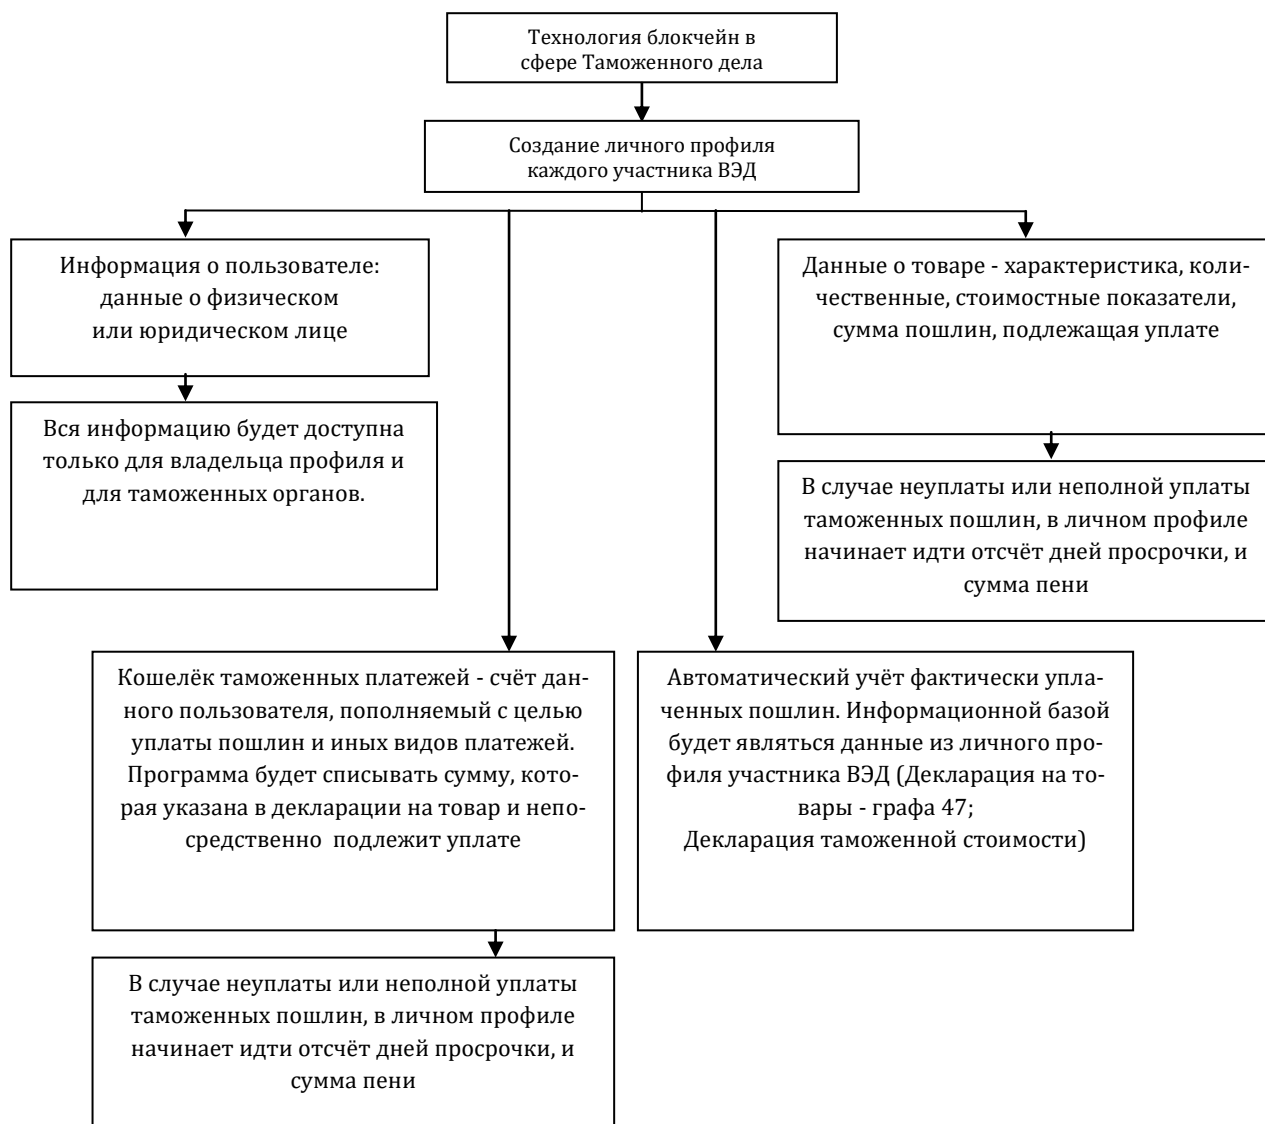 Технология блокчейн в
сфере Таможенного дела
Создание личного профиля
каждого участника ВЭД
Информация о пользователе:
данные о физическом
или юридическом лице
Данные о товаре - характеристика, коли-
чественные, стоимостные показатели,
сумма пошлин, подлежащая уплате
Вся информацию будет доступна
только для владельца профиля и
для таможенных органов.
В случае неуплаты или неполной уплаты
таможенных пошлин, в личном профиле
начинает идти отсчёт дней просрочки, и
сумма пени
Кошелёк таможенных платежей - счёт дан-
ного пользователя, пополняемый с целью
уплаты пошлин и иных видов платежей.
Программа будет списывать сумму, кото-
рая указана в декларации на товар и непо-
средственно подлежит уплате
Автоматический учёт фактически упла-
ченных пошлин. Информационной базой
будет являться данные из личного про-
филя участника ВЭД (Декларация на то-
вары - графа 47;
Декларация таможенной стоимости)
В случае неуплаты или неполной уплаты
таможенных пошлин, в личном профиле
начинает идти отсчёт дней просрочки, и
сумма пени